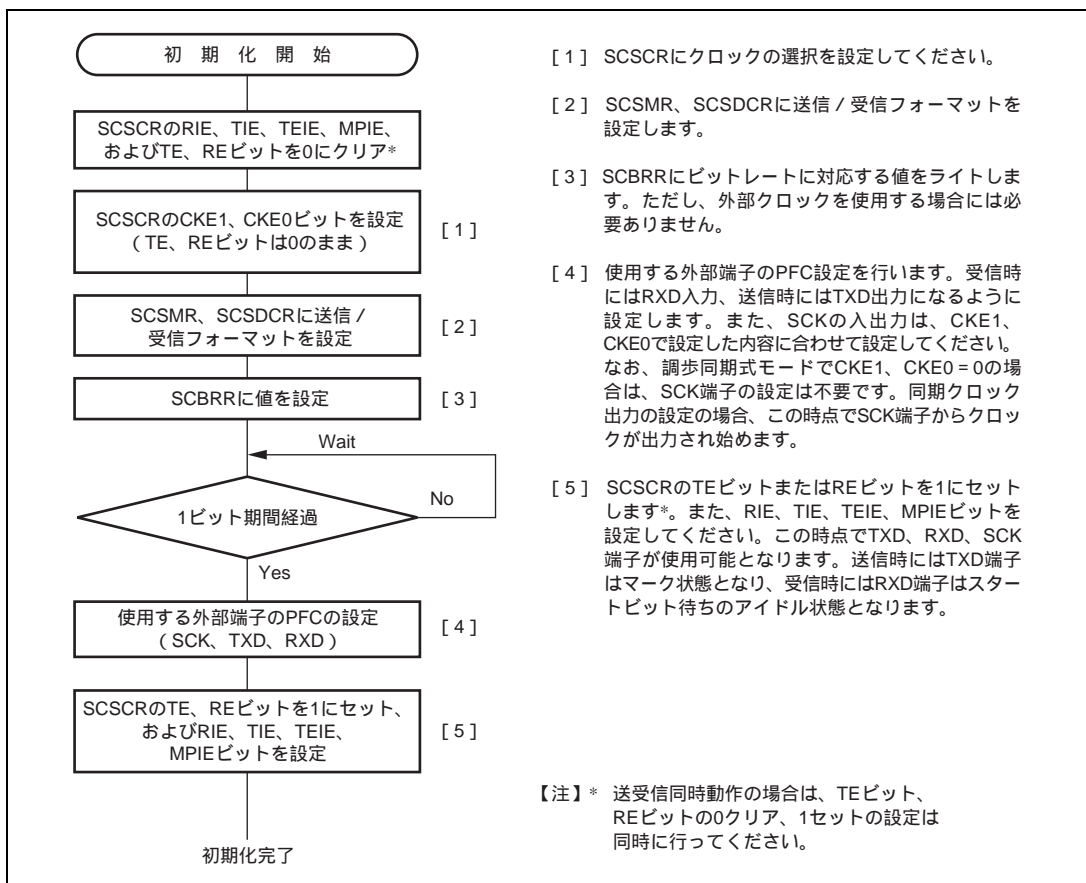 初 期 化 開 始
SCSCRのRIE、TIE、TEIE、MPIE、
およびTE、REビットを0にクリア*
SCSCRのCKE1、CKE0ビットを設定
（TE、REビットは0のまま）
[1]
SCSMR、SCSDCRに送信／
受信フォーマットを設定
[2]
SCBRRに値を設定
[3]
Wait
1ビット期間経過
No
Yes
使用する外部端子のPFCの設定
（SCK、TXD、RXD）
[4]
SCSCRのTE、REビットを1にセット、
およびRIE、TIE、TEIE、
MPIEビットを設定
[5]
初期化完了
[1] SCSCRにクロックの選択を設定してください。
[2] SCSMR、SCSDCRに送信／受信フォーマットを
設定します。
[3] SCBRRにビットレートに対応する値をライトしま
す。ただし、外部クロックを使用する場合には必
要ありません。
[4] 使用する外部端子のPFC設定を行います。受信時
にはRXD入力、送信時にはTXD出力になるように
設定します。また、SCKの入出力は、CKE1、
CKE0で設定した内容に合わせて設定してください。
なお、調歩同期式モードでCKE1、CKE0 = 0の場
合は、SCK端子の設定は不要です。同期クロック
出力の設定の場合、この時点でSCK端子からクロッ
クが出力され始めます。
[5] SCSCRのTEビットまたはREビットを1にセット
します*。また、RIE、TIE、TEIE、MPIEビットを
設定してください。この時点でTXD、RXD、SCK
端子が使用可能となります。送信時にはTXD端子
はマーク状態となり、受信時にはRXD端子はスター
トビット待ちのアイドル状態となります。
【注】* 送受信同時動作の場合は、TEビット、
REビットの0クリア、1セットの設定は
同時に行ってください。